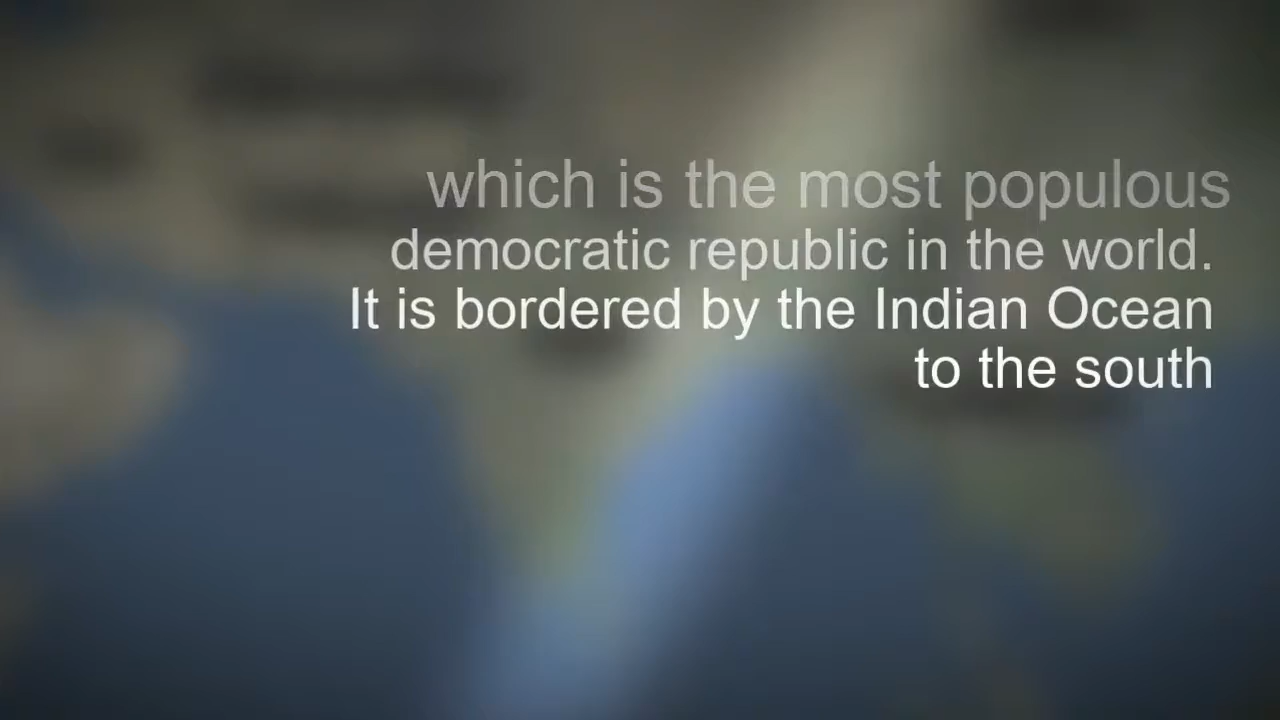 which is the most populous
democratic republic in the world.
It is bordered by the Indian Ocean
to the south